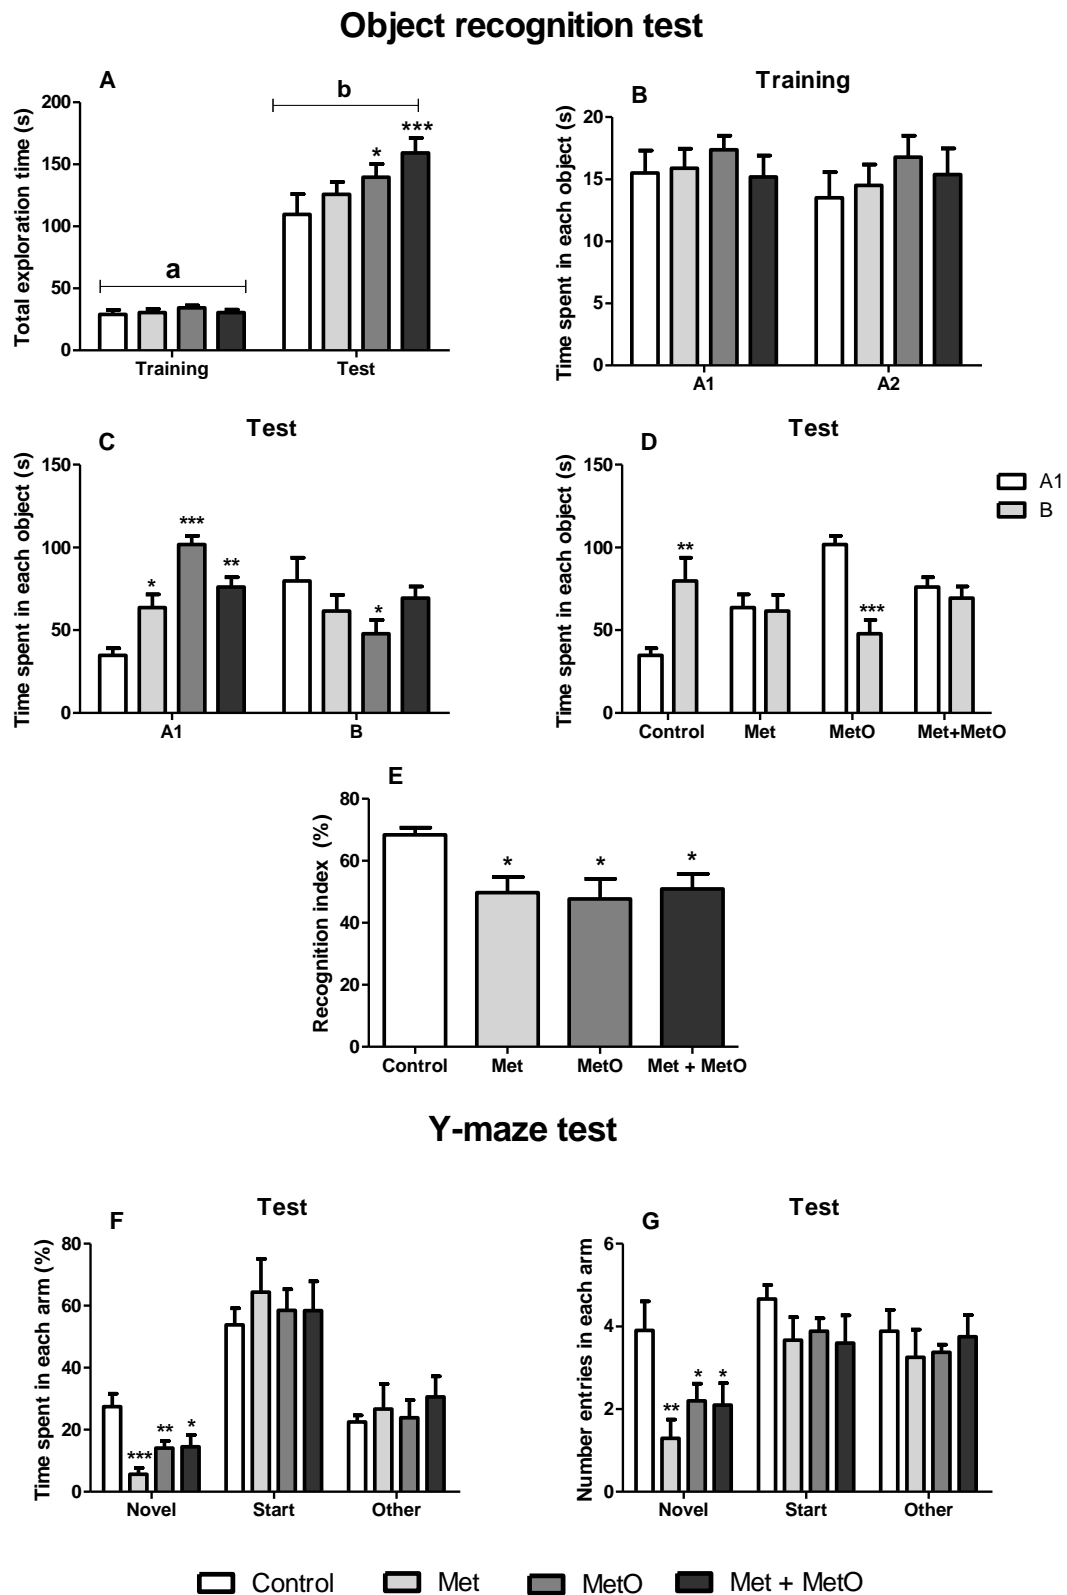 Object recognition test
A
b
Total exploration time (s)
200
150
100
50
0
a
*
***
Training
Test
B
Training
Time spent in each object (s)
20
15
10
5
0
A1
A2
C
Test
Time spent in each object (s)
150
100
50
0
*
***
**
*
A1
B
D
Test
Time spent in each object (s)
150
100
50
0
**
***
Control
Met
MetO
Met+MetO
A1
B
E
Recognition index (%)
80
60
40
20
0
*
*
*
Control
Met
MetO
Met + MetO
Y-maze test
F
Test
Time spent in each arm (%)
80
60
40
20
0
***
**
*
Novel
Start
Other
G
Test
Number entries in each arm
6
4
2
0
**
*
*
Novel
Start
Other
Control
Met
MetO
Met + MetO